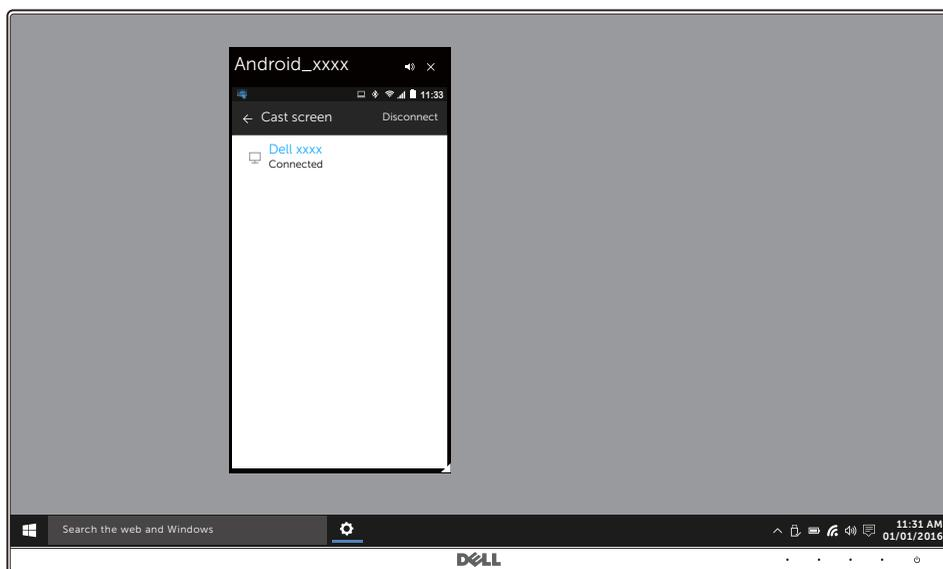 Android_xxxx
11:33
Cast screen Disconnect
Dell xxxx
Connected
Search the web and Windows
11:31 AM
01/01/2016
DELL